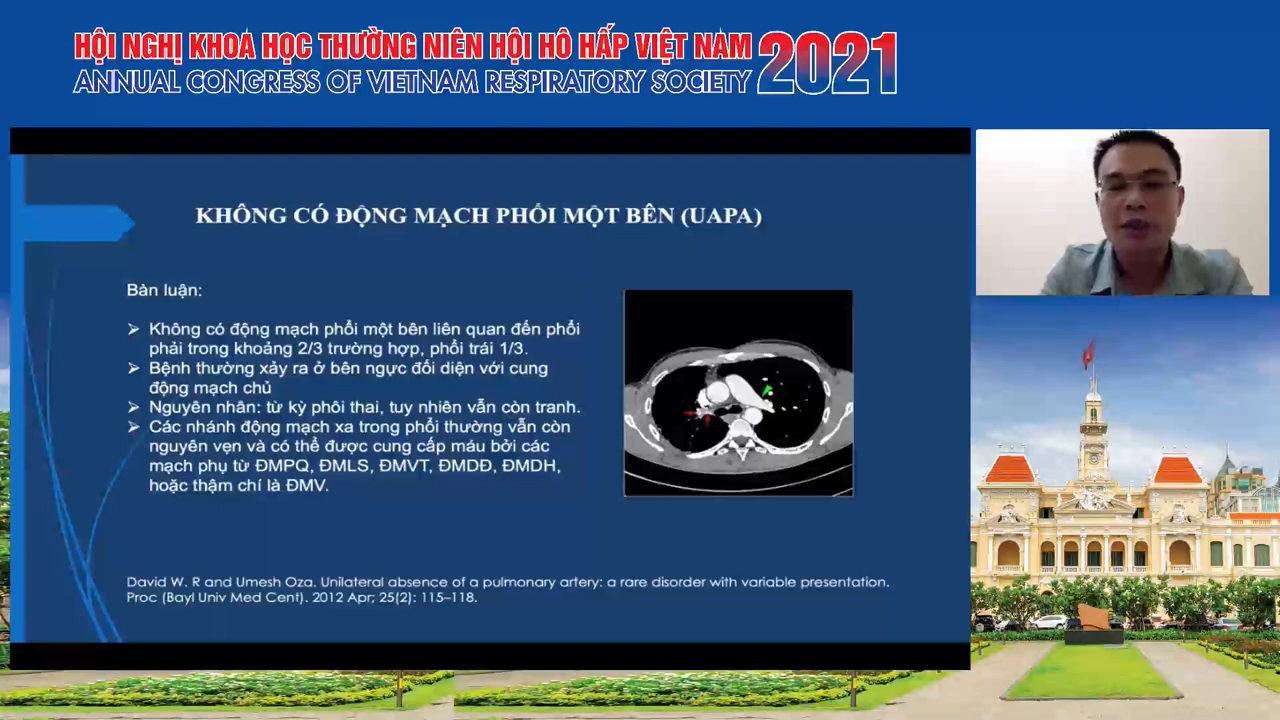 HỘI NGHỊ KHOA HỌC THƯỜNG NIÊN HỘI HÔ HẤP VIỆT NAM 2021
ANNUAL CONGRESS OF VIETNAM RESPIRATORY SOCIETY
KHÔNG CÓ ĐỘNG MẠCH PHỔI MỘT BÊN (UAPA)
Bàn luận:
➢ Không có động mạch phổi một bên liên quan đến phổi
phải trong khoảng 2/3 trường hợp, phổi trái 1/3.
➢ Bệnh thường xảy ra ở bên ngực đối diện với cung
động mạch chủ
➢ Nguyên nhân: từ kỳ phôi thai, tuy nhiên vẫn còn tranh.
➢ Các nhánh động mạch xa trong phổi thường vẫn còn
nguyên vẹn và có thể được cung cấp máu bởi các
mạch phụ từ ĐMPQ, ĐMLS, ĐMVT, ĐMDĐ, ĐMDH,
hoặc thậm chí là ĐMV.
David W. R and Umesh Oza. Unilateral absence of a pulmonary artery: a rare disorder with variable presentation.
Proc (Bayl Univ Med Cent). 2012 Apr; 25(2): 115–118.